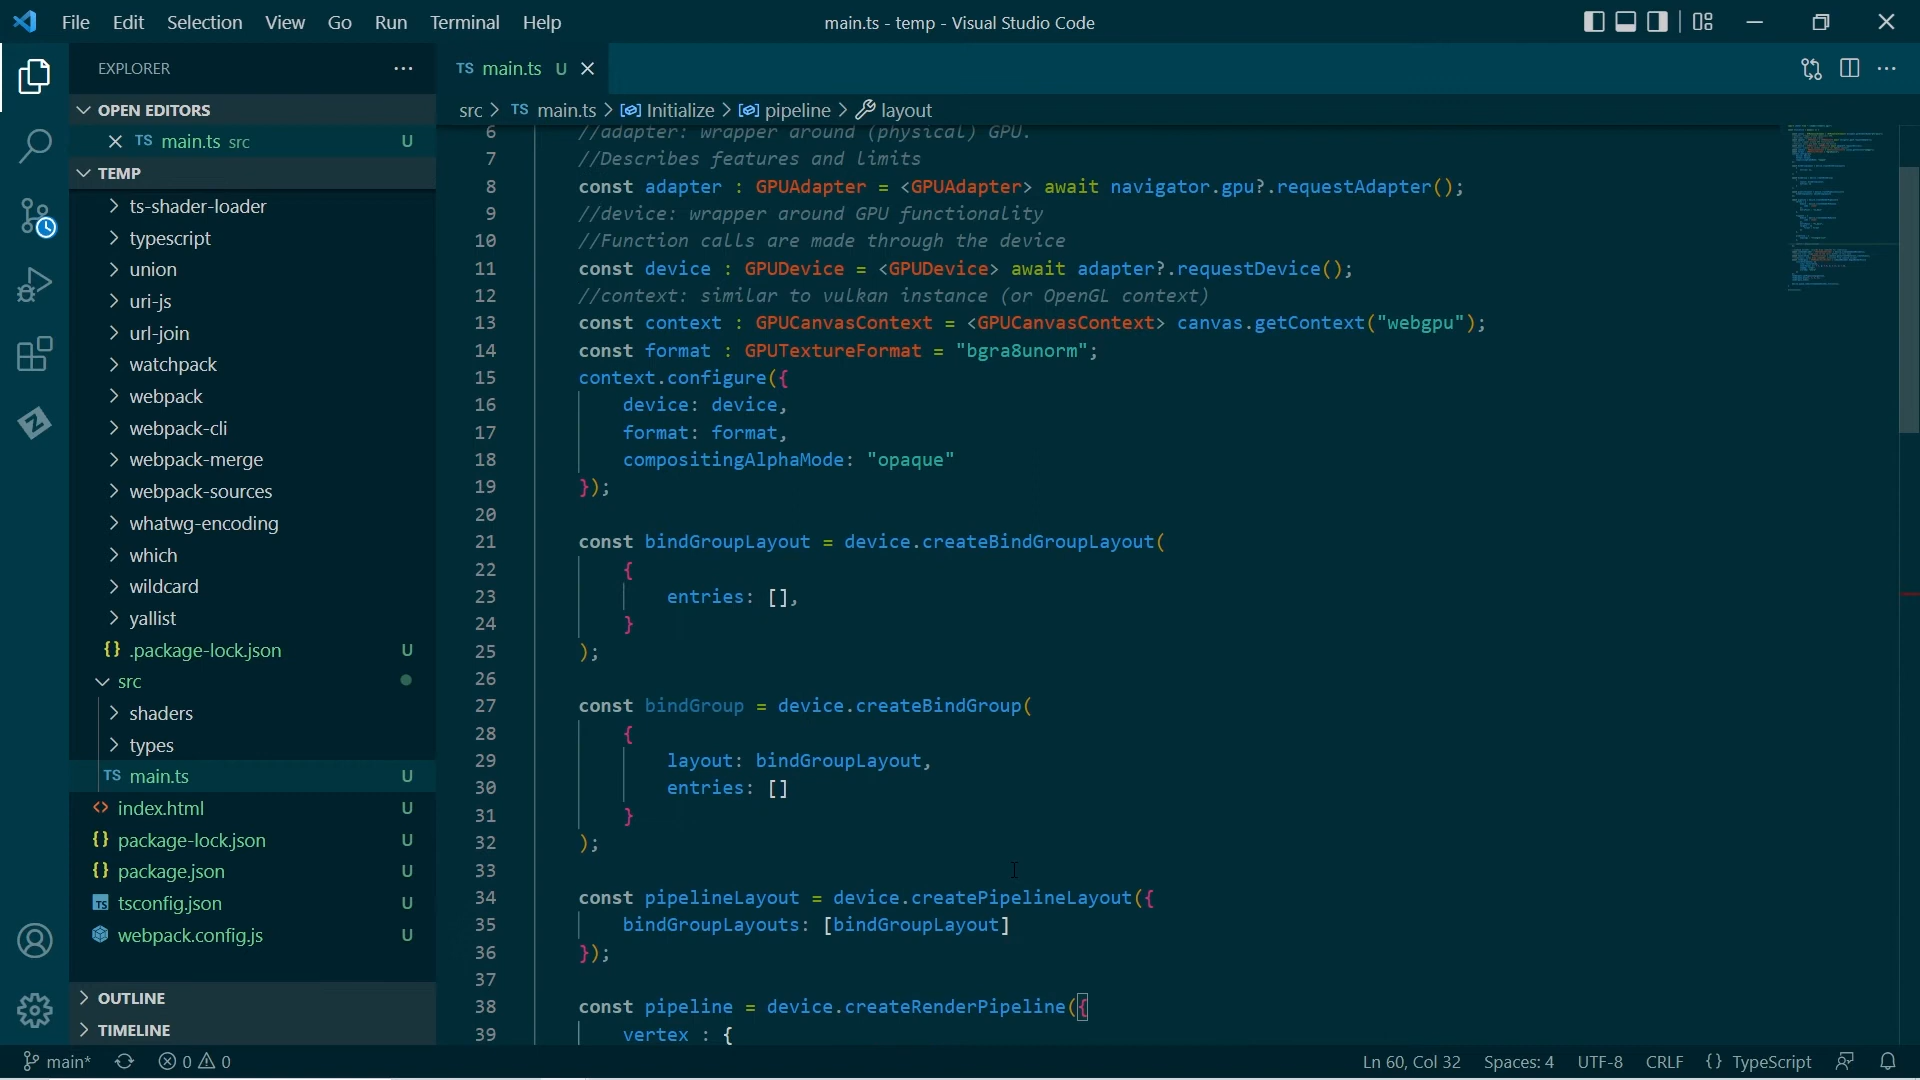 File Edit Selection View Go Run Terminal Help
main.ts - temp - Visual Studio Code
EXPLORER
OPEN EDITORS
TS main.ts src U
TEMP
ts-shader-loader
typescript
union
uri-js
url-join
watchpack
webpack
webpack-cli
webpack-merge
webpack-sources
whatwg-encoding
which
wildcard
yallist
{} .package-lock.json U
src
shaders
types
TS main.ts U
<> index.html U
{} package-lock.json U
{} package.json U
TS tsconfig.json U
webpack.config.js U
OUTLINE
TIMELINE
TS main.ts U
src > TS main.ts > Initialize > pipeline > layout
6 //adapter: wrapper around (physical) GPU.
7 //Describes features and limits
8 const adapter : GPUAdapter = <GPUAdapter> await navigator.gpu?.requestAdapter();
9 //device: wrapper around GPU functionality
10 //Function calls are made through the device
11 const device : GPUDevice = <GPUDevice> await adapter?.requestDevice();
12 //context: similar to vulkan instance (or OpenGL context)
13 const context : GPUCanvasContext = <GPUCanvasContext> canvas.getContext("webgpu");
14 const format : GPUTextureFormat = "bgra8unorm";
15 context.configure({
16 device: device,
17 format: format,
18 compositingAlphaMode: "opaque"
19 });
20
21 const bindGroupLayout = device.createBindGroupLayout(
22 {
23 entries: [],
24 }
25 );
26
27 const bindGroup = device.createBindGroup(
28 {
29 layout: bindGroupLayout,
30 entries: []
31 }
32 );
33
34 const pipelineLayout = device.createPipelineLayout({
35 bindGroupLayouts: [bindGroupLayout]
36 });
37
38 const pipeline = device.createRenderPipeline({
39 vertex : {
main* 0 0
Ln 60, Col 32 Spaces: 4 UTF-8 CRLF {} TypeScript